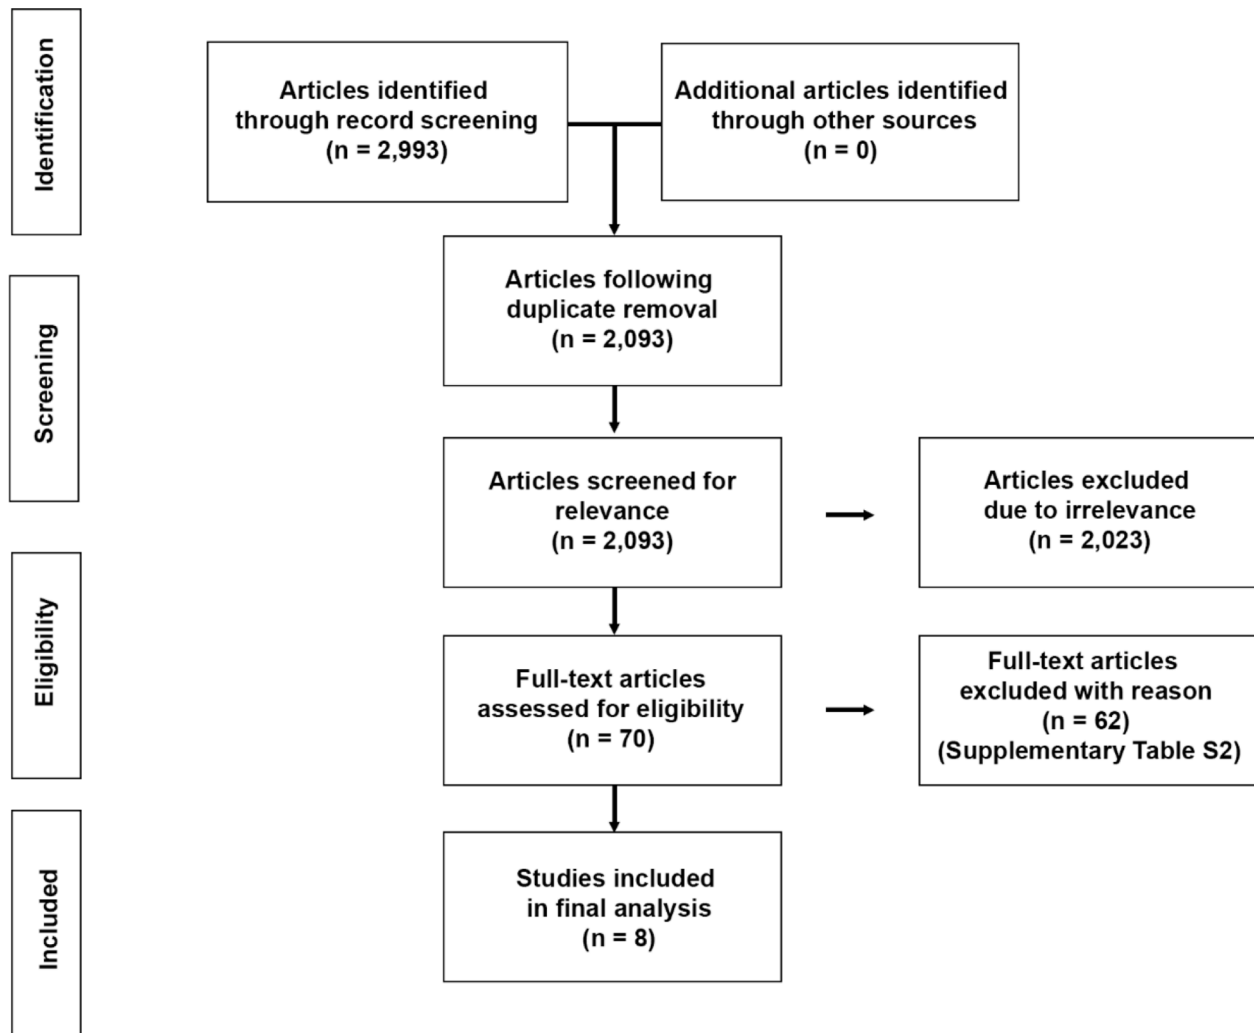 Identification
Articles identified
through record screening
(n = 2,993)
Additional articles identified
through other sources
(n = 0)
Screening
Articles following
duplicate removal
(n = 2,093)
Articles screened for
relevance
(n = 2,093)
Articles excluded
due to irrelevance
(n = 2,023)
Eligibility
Full-text articles
assessed for eligibility
(n = 70)
Full-text articles
excluded with reason
(n = 62)
(Supplementary Table S2)
Included
Studies included
in final analysis
(n = 8)